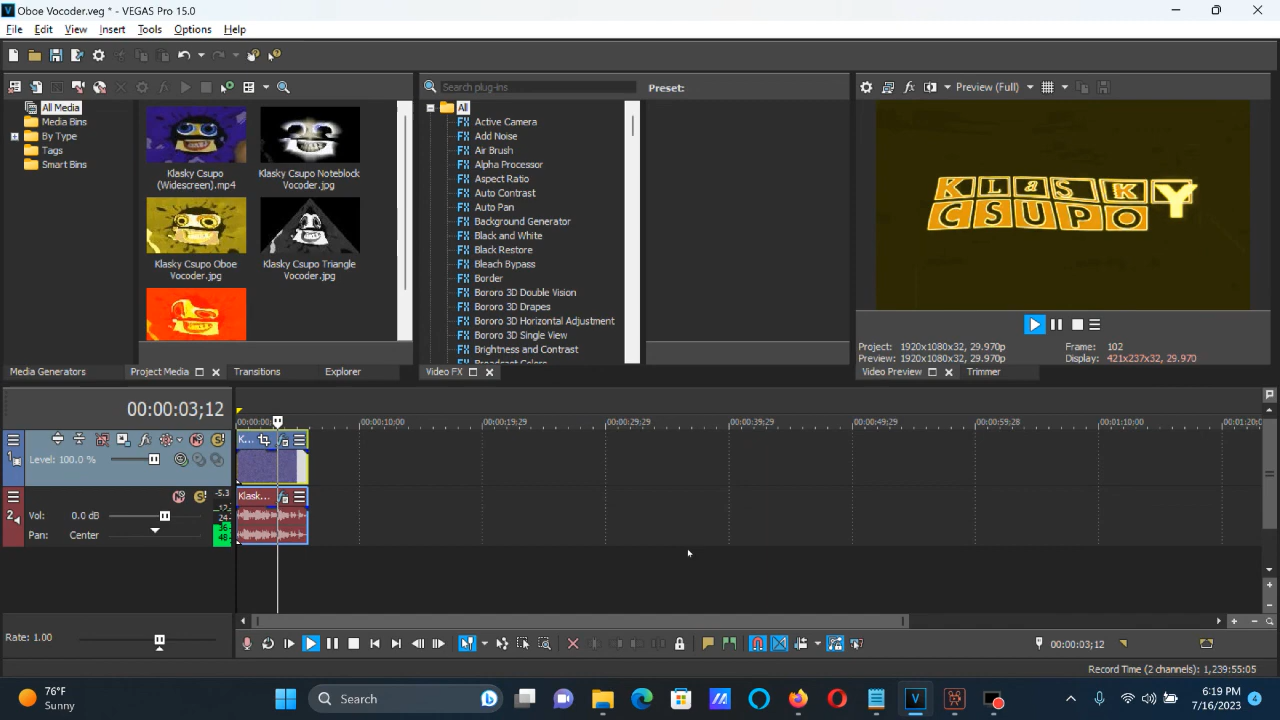 Oboe Vocoder.veg * - VEGAS Pro 15.0
File Edit View Insert Tools Options Help
Search plug-ins
Preset:
Preview (Full)
All Media
Media Bins
By Type
Tags
Smart Bins
Klasky Csupo (Widescreen).mp4
Klasky Csupo Noteblock Vocoder.jpg
Klasky Csupo Oboe Vocoder.jpg
Klasky Csupo Triangle Vocoder.jpg
All
Active Camera
Add Noise
Air Brush
Alpha Processor
Aspect Ratio
Auto Contrast
Auto Pan
Background Generator
Black and White
Black Restore
Bleach Bypass
Border
Bororo 3D Double Vision
Bororo 3D Drapes
Bororo 3D Horizontal Adjustment
Bororo 3D Single View
Brightness and Contrast
Broadcast Colors
KLaSKY
CSUPO
Project: 1920x1080x32, 29.970p
Preview: 1920x1080x32, 29.970p
Frame: 102
Display: 421x237x32, 29.970
Media Generators Project Media Transitions Explorer
Video FX
Video Preview Trimmer
00:00:03;12
00:00:00; 00:00:10;00 00:00:19;29 00:00:29;29 00:00:39;29 00:00:49;29 00:00:59;28 00:01:10;00 00:01:20;0
1
Level: 100.0 %
K...
2
Vol: 0.0 dB
Pan: Center
-5.3
12
24
36
48
Klask...
Rate: 1.00
00:00:03;12
Record Time (2 channels): 1,239:55:05
76°F
Sunny
Search
6:19 PM
7/16/2023
4